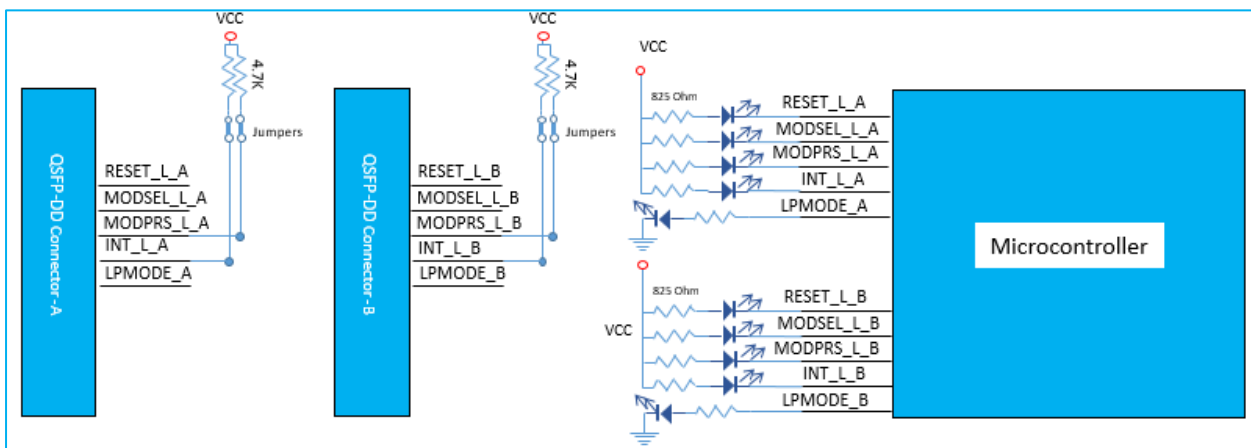 VCC
4.7K
Jumpers
QSFP-DD Connector-A
RESET_L_A
MODSEL_L_A
MODPRS_L_A
INT_L_A
LPMODE_A
VCC
4.7K
Jumpers
QSFP-DD Connector-B
RESET_L_B
MODSEL_L_B
MODPRS_L_B
INT_L_B
LPMODE_B
VCC
825 Ohm
RESET_L_A
MODSEL_L_A
MODPRS_L_A
INT_L_A
LPMODE_A
825 Ohm
VCC
RESET_L_B
MODSEL_L_B
MODPRS_L_B
INT_L_B
LPMODE_B
Microcontroller